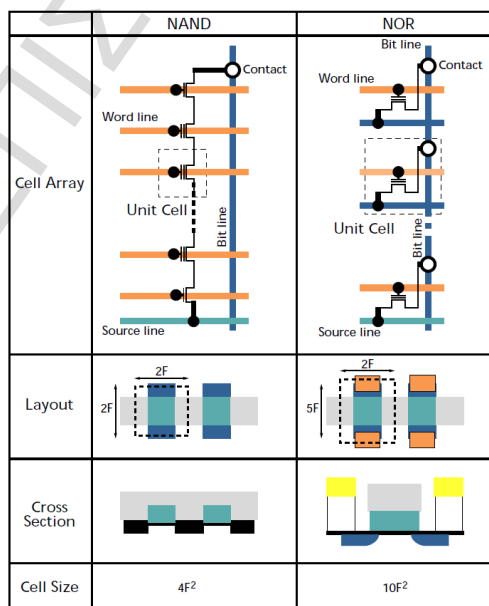 NAND
NOR
Cell Array
Contact
Word line
Unit Cell
Bit line
Source line
Bit line
Contact
Word line
Unit Cell
Bit line
Source line
Layout
2F
2F
2F
5F
Cross
Section
Cell Size
4F²
10F²